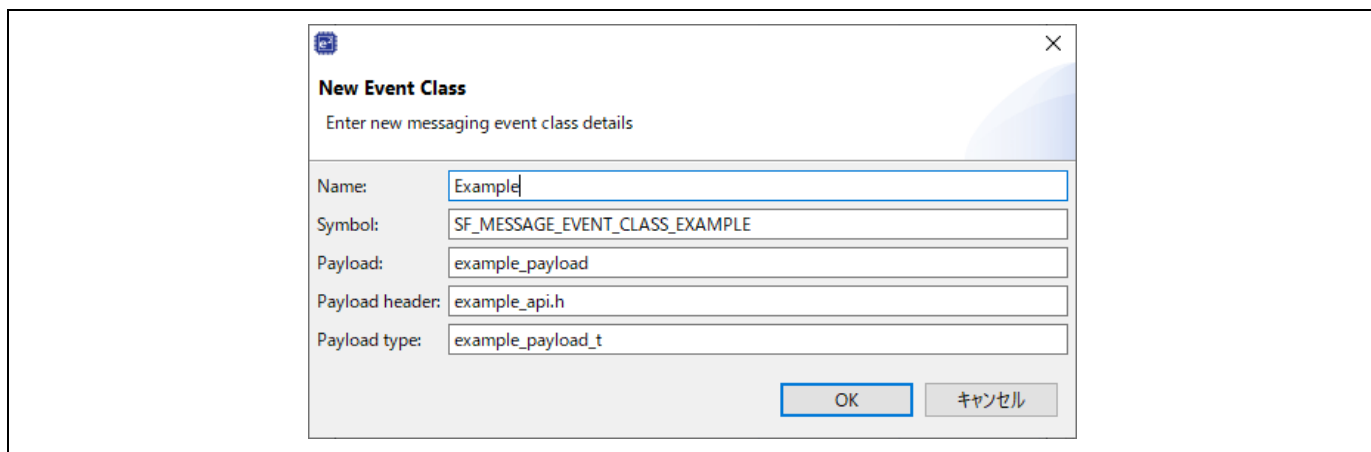 New Event Class
Enter new messaging event class details
Name: Example
Symbol: SF_MESSAGE_EVENT_CLASS_EXAMPLE
Payload: example_payload
Payload header: example_api.h
Payload type: example_payload_t
OK キャンセル